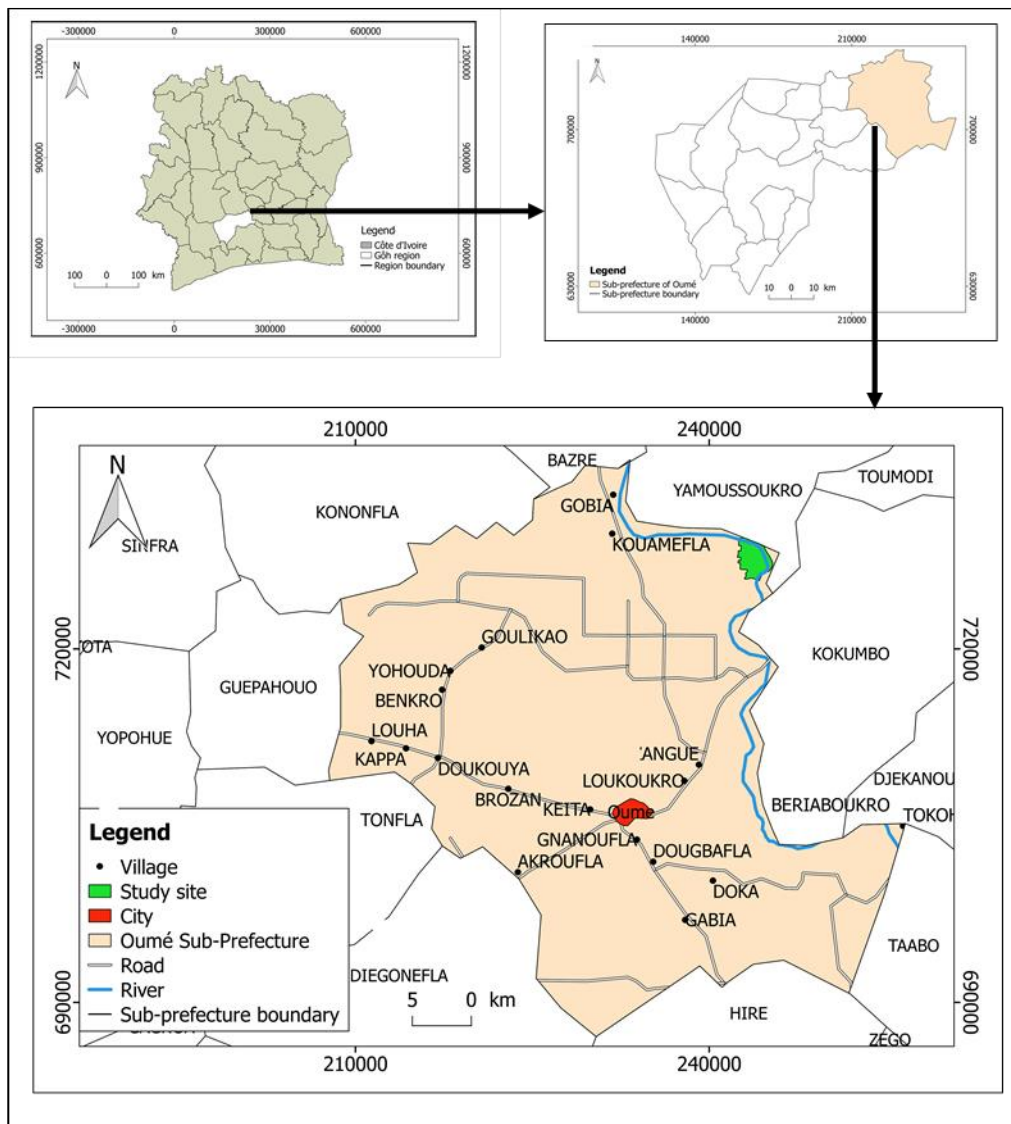 -300000 0 300000 600000
1200000 1200000
N
900000 900000
600000 600000
Legend
Côte d'Ivoire
Gôh region
Region boundary
100 0 100 km
-300000 0 300000 600000
140000 210000
N
700000 700000
630000 630000
Legend
Sub-prefecture of Oumé
Sub-prefecture boundary
10 0 10 km
140000 210000
210000 240000
N
BAZRE
TOUMODI
YAMOUSSOUKRO
GOBIA
KONONFLA
KOUAMEFLA
SINFRA
GOULIKAO
720000 720000
OTA
KOKUMBO
YOHOUDA
GUEPAHOUO
BENKRO
LOUHA
YOPOHUE
KAPPA
'ANGUE
DOUKOUYA
LOUKOUKRO
DJEKANOU
BROZAN
BERIABOUKRO
KEITA
Oume
TOKOH
TONFLA
GNANOUFLA
DOUGBAFLA
AKROUFLA
DOKA
GABIA
TAABO
DIEGONEFLA
HIRE
ZEGO
690000 690000
Legend
Village
Study site
City
Oumé Sub-Prefecture
Road
River
Sub-prefecture boundary
5 0 km
210000 240000